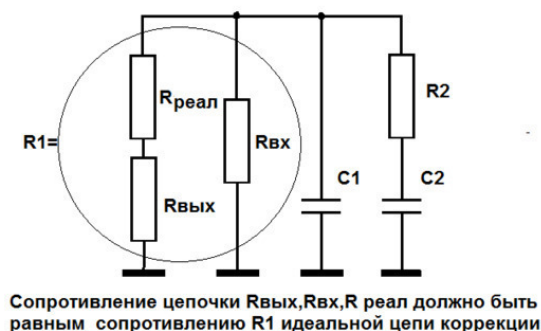 Rреал
R2
R1=
Rвх
C1
C2
Rвых
Сопротивление цепочки Rвых,Rвх,R реал должно быть
равным сопротивлению R1 идеальной цепи коррекции